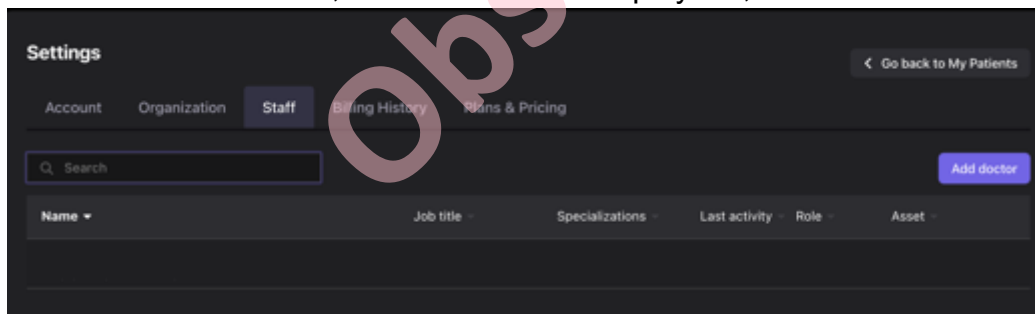 Settings
Go back to My Patients
Account Organization Staff Billing History Plans & Pricing
Search
Add doctor
Name Job title Specializations Last activity Role Asset
Obs